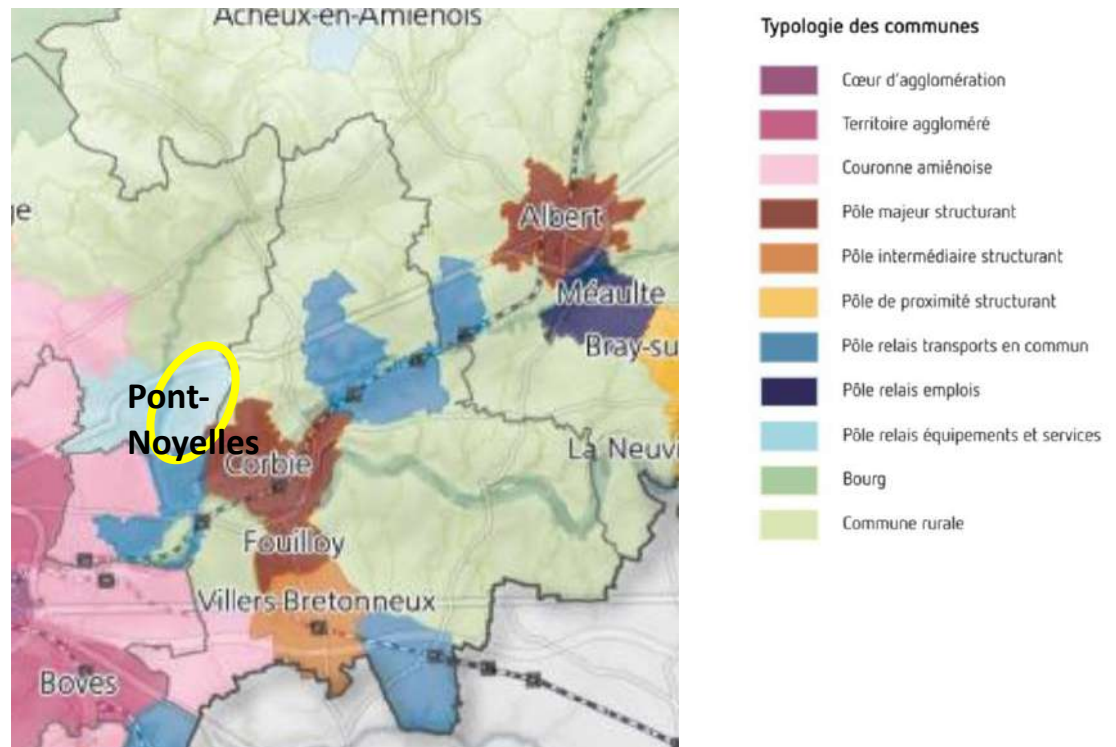 Acheux-en-Amiénois
ge
Albert
Méaulte
Bray-su
Pont-
Noyelles
Corbie
La Neuvi
Fouilloy
Villers-Bretonneux
Boves
Typologie des communes
Cœur d'agglomération
Territoire aggloméré
Couronne amiénoise
Pôle majeur structurant
Pôle intermédiaire structurant
Pôle de proximité structurant
Pôle relais transports en commun
Pôle relais emplois
Pôle relais équipements et services
Bourg
Commune rurale